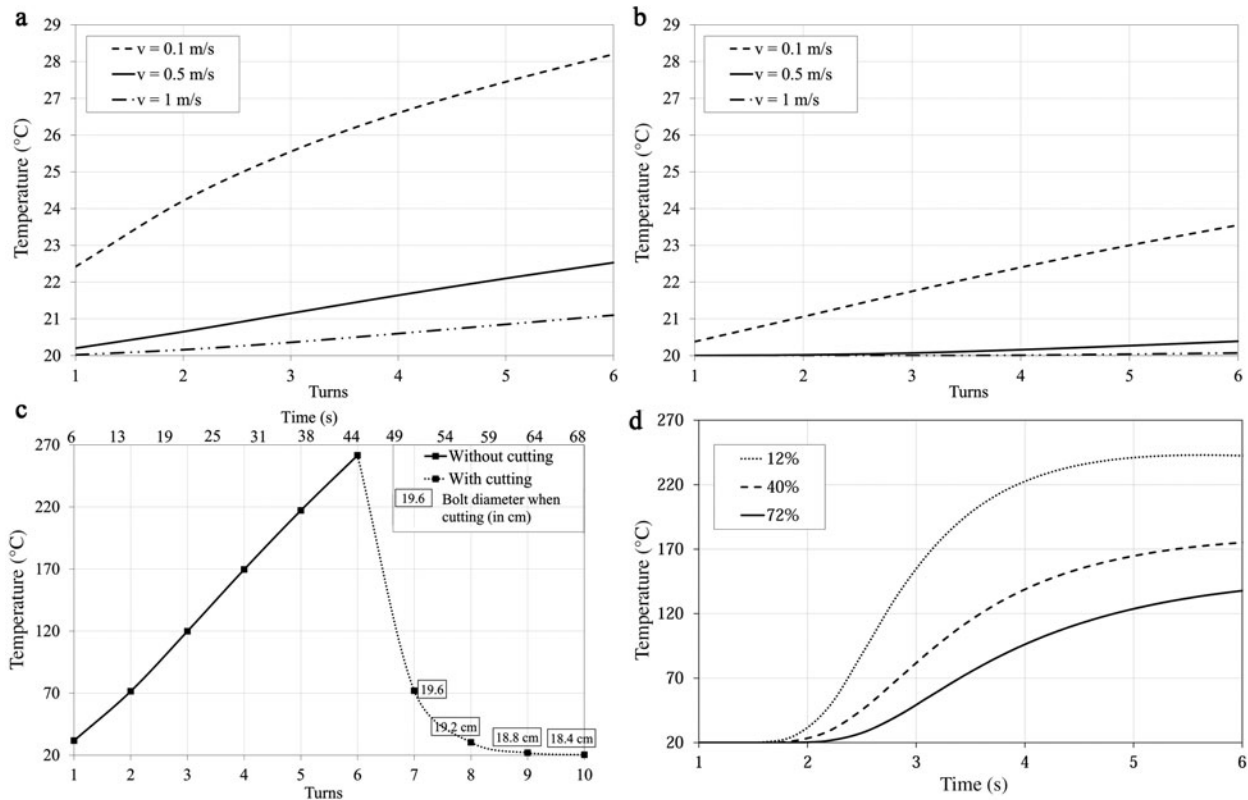 a
29
28
27
26
25
24
23
22
21
20
Temperature (°C)
v = 0.1 m/s
v = 0.5 m/s
v = 1 m/s
1 2 3 4 5 6
Turns
b
29
28
27
26
25
24
23
22
21
20
Temperature (°C)
v = 0.1 m/s
v = 0.5 m/s
v = 1 m/s
1 2 3 4 5 6
Turns
c
Time (s)
6 13 19 25 31 38 44 49 54 59 64 68
270
220
170
120
70
20
Temperature (°C)
Without cutting
With cutting
19.6 Bolt diameter when
cutting (in cm)
19.6
19.2 cm
18.8 cm
18.4 cm
1 2 3 4 5 6 7 8 9 10
Turns
d
220
170
120
70
20
Temperature (°C)
12%
40%
72%
1 2 3 4 5 6
Time (s)